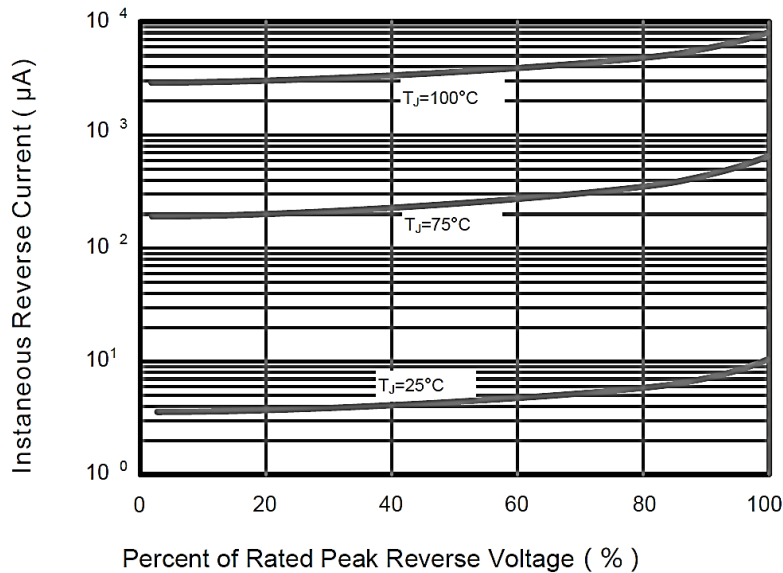 Instaneous Reverse Current ( μA)
10 4
10 3
10 2
10 1
10 0
TJ=100°C
TJ=75°C
TJ=25°C
0 20 40 60 80 100
Percent of Rated Peak Reverse Voltage ( % )